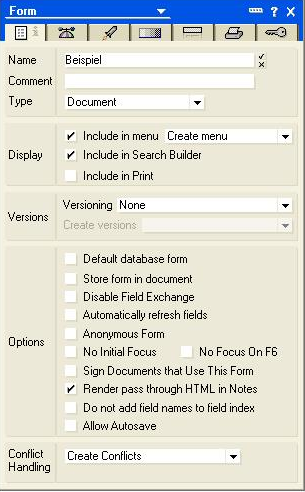 Form
Name Beispiel
Comment
Type Document
Display
Include in menu Create menu
Include in Search Builder
Include in Print
Versions
Versioning None
Create versions
Options
Default database form
Store form in document
Disable Field Exchange
Automatically refresh fields
Anonymous Form
No Initial Focus No Focus On F6
Sign Documents that Use This Form
Render pass through HTML in Notes
Do not add field names to field index
Allow Autosave
Conflict
Handling
Create Conflicts